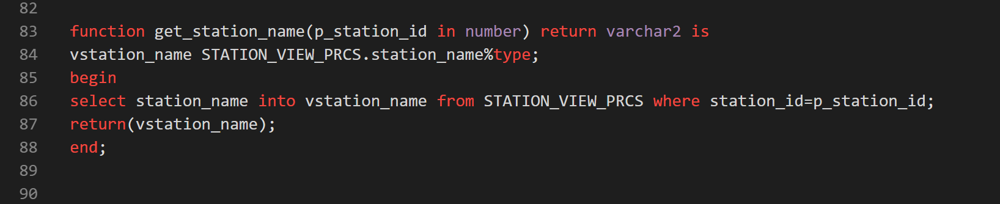 82
83 function get_station_name(p_station_id in number) return varchar2 is
84 vstation_name STATION_VIEW_PRCS.station_name%type;
85 begin
86 select station_name into vstation_name from STATION_VIEW_PRCS where station_id=p_station_id;
87 return(vstation_name);
88 end;
89
90